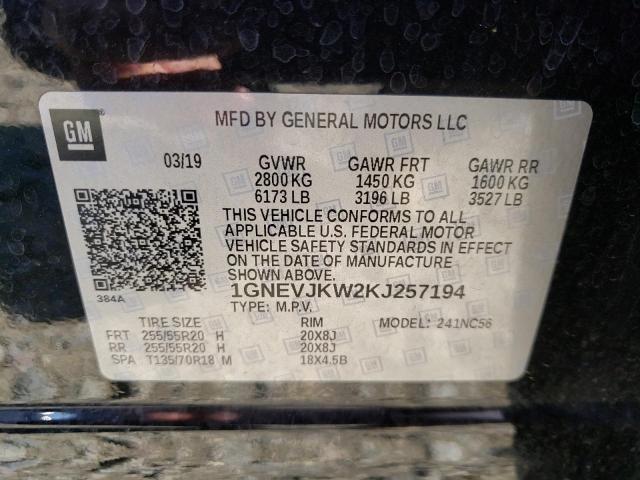 GM
MFD BY GENERAL MOTORS LLC
03/19 GVWR GAWR FRT GAWR RR
2800 KG 1450 KG 1600 KG
6173 LB 3196 LB 3527 LB
THIS VEHICLE CONFORMS TO ALL
APPLICABLE U.S. FEDERAL MOTOR
VEHICLE SAFETY STANDARDS IN EFFECT
ON THE DATE OF MANUFACTURE
384A 1GNEVJKW2KJ257194
TYPE: M.P.V.
TIRE SIZE RIM MODEL: 241NC56
FRT 255/55R20 H 20X8J
RR 255/55R20 H 20X8J
SPA T135/70R18 M 18X4.5B